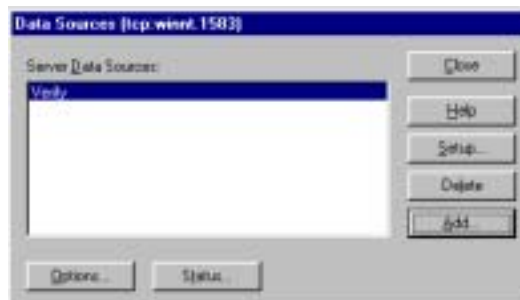 Data Sources (tcp:winnt.1583)
Server Data Sources:
Verify
Close
Help
Setup...
Delete
Add...
Options...
Status...